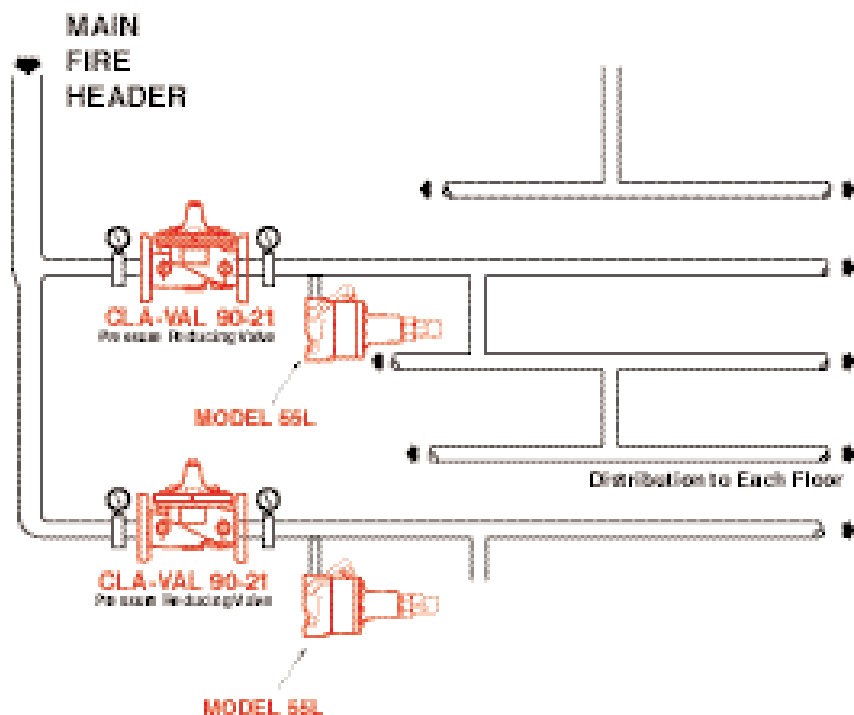 MAIN
FIRE
HEADER
CLA-VAL 90-21
Pressure Reducing Valve
MODEL 55L
Distribution to Each Floor
CLA-VAL 90-21
Pressure Reducing Valve
MODEL 55L